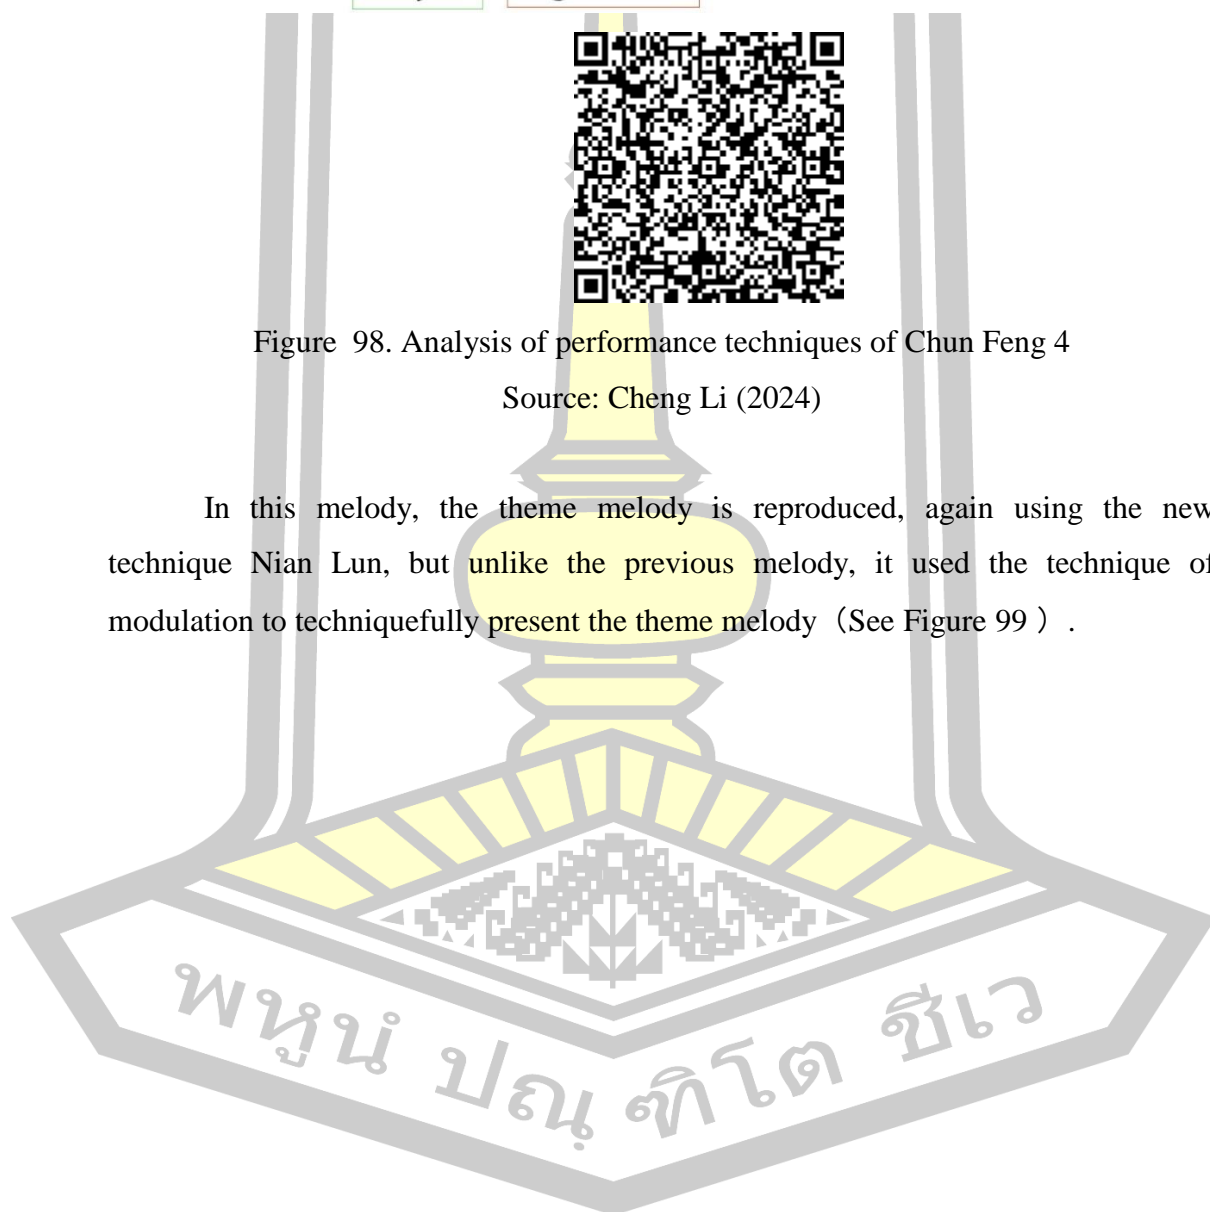 Figure 98. Analysis of performance techniques of Chun Feng 4
Source: Cheng Li (2024)
In this melody, the theme melody is reproduced, again using the new
technique Nian Lun, but unlike the previous melody, it used the technique of
modulation to techniquefully present the theme melody（See Figure 99 ）.
พหูนํ ปณฺฑิโต ชีเว